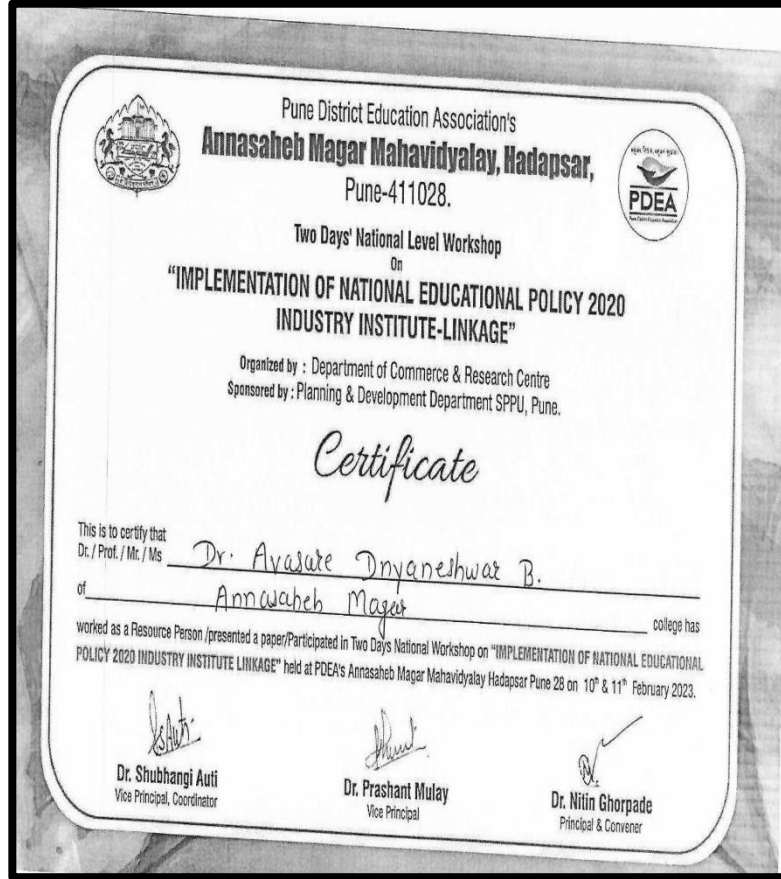 Pune District Education Association's
Annasaheb Magar Mahavidyalay, Hadapsar,
Pune-411028.
PDEA
Two Days' National Level Workshop
On
“IMPLEMENTATION OF NATIONAL EDUCATIONAL POLICY 2020
INDUSTRY INSTITUTE-LINKAGE”
Organized by : Department of Commerce & Research Centre
Sponsored by : Planning & Development Department SPPU, Pune.
Certificate
This is to certify that
Dr. / Prof. / Mr. / Ms Dr. Avasare Dnyaneshwar B.
of Annasaheb Magar college has
worked as a Resource Person /presented a paper/Participated in Two Days National Workshop on "IMPLEMENTATION OF NATIONAL EDUCATIONAL
POLICY 2020 INDUSTRY INSTITUTE LINKAGE" held at PDEA's Annasaheb Magar Mahavidyalay Hadapsar Pune 28 on 10th & 11th February 2023.
Dr. Shubhangi Auti
Vice Principal, Coordinator
Dr. Prashant Mulay
Vice Principal
Dr. Nitin Ghorpade
Principal & Convener